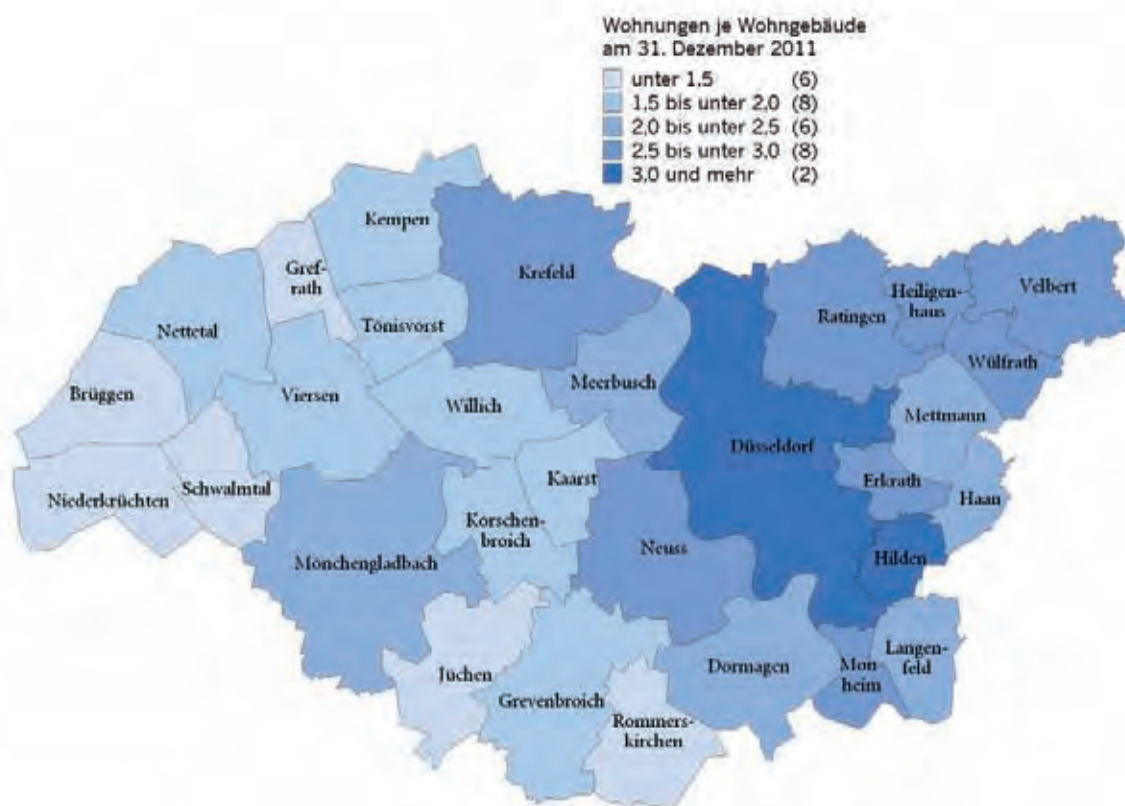 Wohnungen je Wohngebäude
am 31. Dezember 2011
unter 1,5 (6)
1,5 bis unter 2,0 (8)
2,0 bis unter 2,5 (6)
2,5 bis unter 3,0 (8)
3,0 und mehr (2)
Kempen
Gref-
rath
Krefeld
Nettetal
Tönisvorst
Ratingen
Heiligen-
haus
Velbert
Wülfrath
Brüggen
Viersen
Willich
Meerbusch
Mettmann
Düsseldorf
Niederkrüchten
Schwalmtal
Kaarst
Erkrath
Haan
Korschen-
broich
Mönchengladbach
Neuss
Hilden
Jüchen
Dormagen
Mon
heim
Langen-
feld
Grevenbroich
Rommers-
kirchen